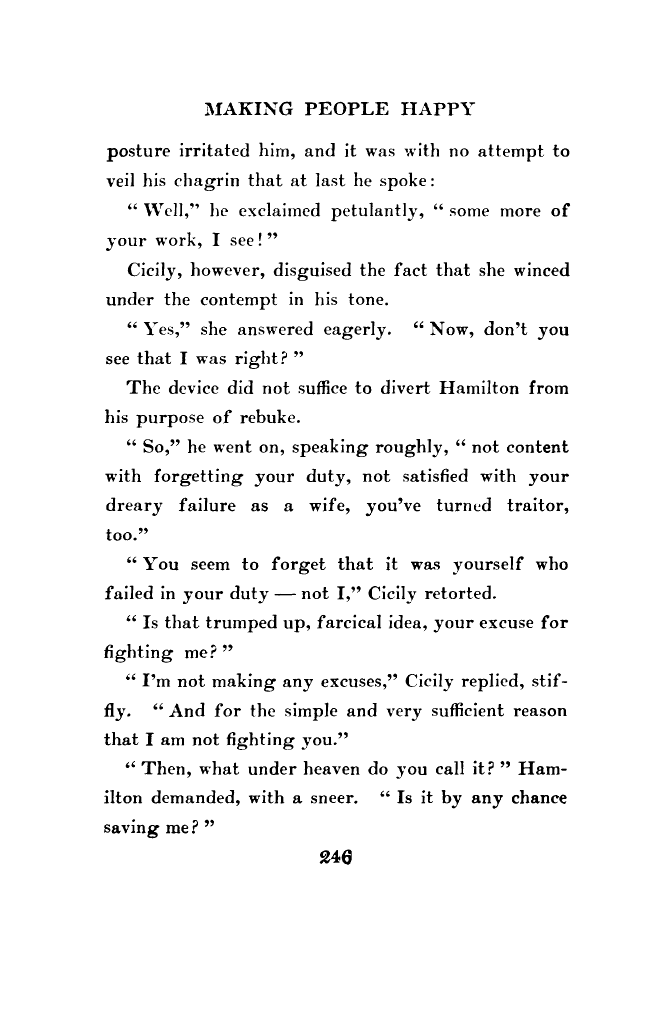 MAKING PEOPLE HAPPY
posture irritated him, and it was with no attempt to
veil his chagrin that at last he spoke:
“ Well,” he exclaimed petulantly, “ some more of
your work, I see! ”
Cicily, however, disguised the fact that she winced
under the contempt in his tone.
“ Yes,” she answered eagerly. “ Now, don’t you
see that I was right? ”
The device did not suffice to divert Hamilton from
his purpose of rebuke.
“ So,” he went on, speaking roughly, “ not content
with forgetting your duty, not satisfied with your
dreary failure as a wife, you’ve turned traitor,
too.”
“ You seem to forget that it was yourself who
failed in your duty — not I,” Cicily retorted.
“ Is that trumped up, farcical idea, your excuse for
fighting me? ”
“ I’m not making any excuses,” Cicily replied, stif-
fly. “ And for the simple and very sufficient reason
that I am not fighting you.”
“ Then, what under heaven do you call it? ” Ham-
ilton demanded, with a sneer. “ Is it by any chance
saving me? ”
246